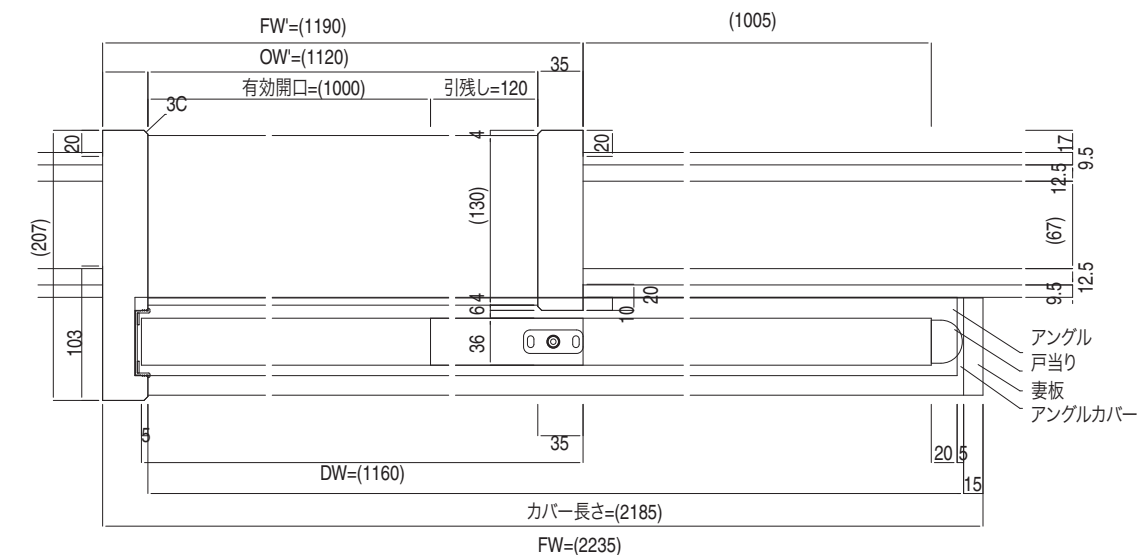 FW'=(1190)
(1005)
OW'=(1120)
35
有効開口=(1000)
引残し=120
3C
20
4
20
17
9.5
12.5
(207)
(130)
(67)
12.5
9.5
20
10
4
6
103
36
アングル
戸当り
妻板
アングルカバー
5
35
20
5
DW=(1160)
15
カバー長さ=(2185)
FW=(2235)